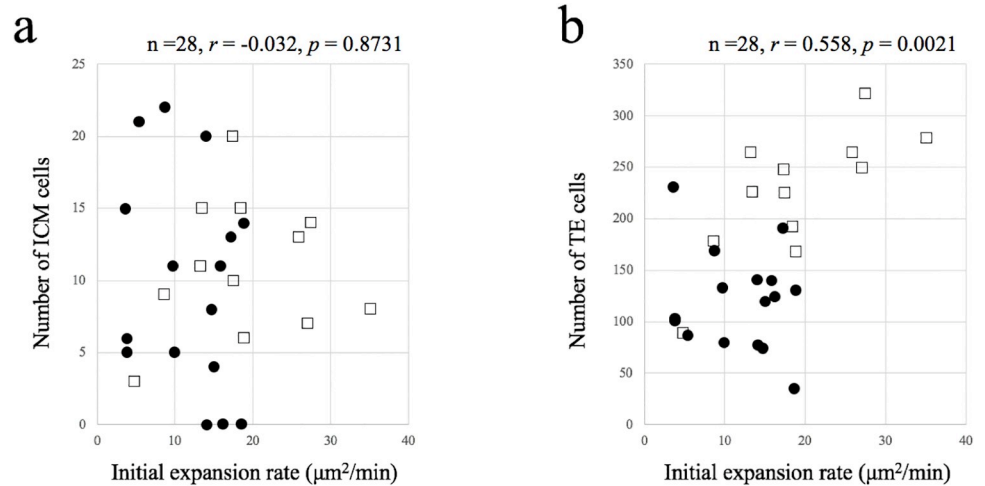 a
n =28, r = -0.032, p = 0.8731
25
20
15
10
5
0
0 10 20 30 40
Number of ICM cells
Initial expansion rate (μm²/min)
b
n =28, r = 0.558, p = 0.0021
350
300
250
200
150
100
50
0
0 10 20 30 40
Number of TE cells
Initial expansion rate (μm²/min)